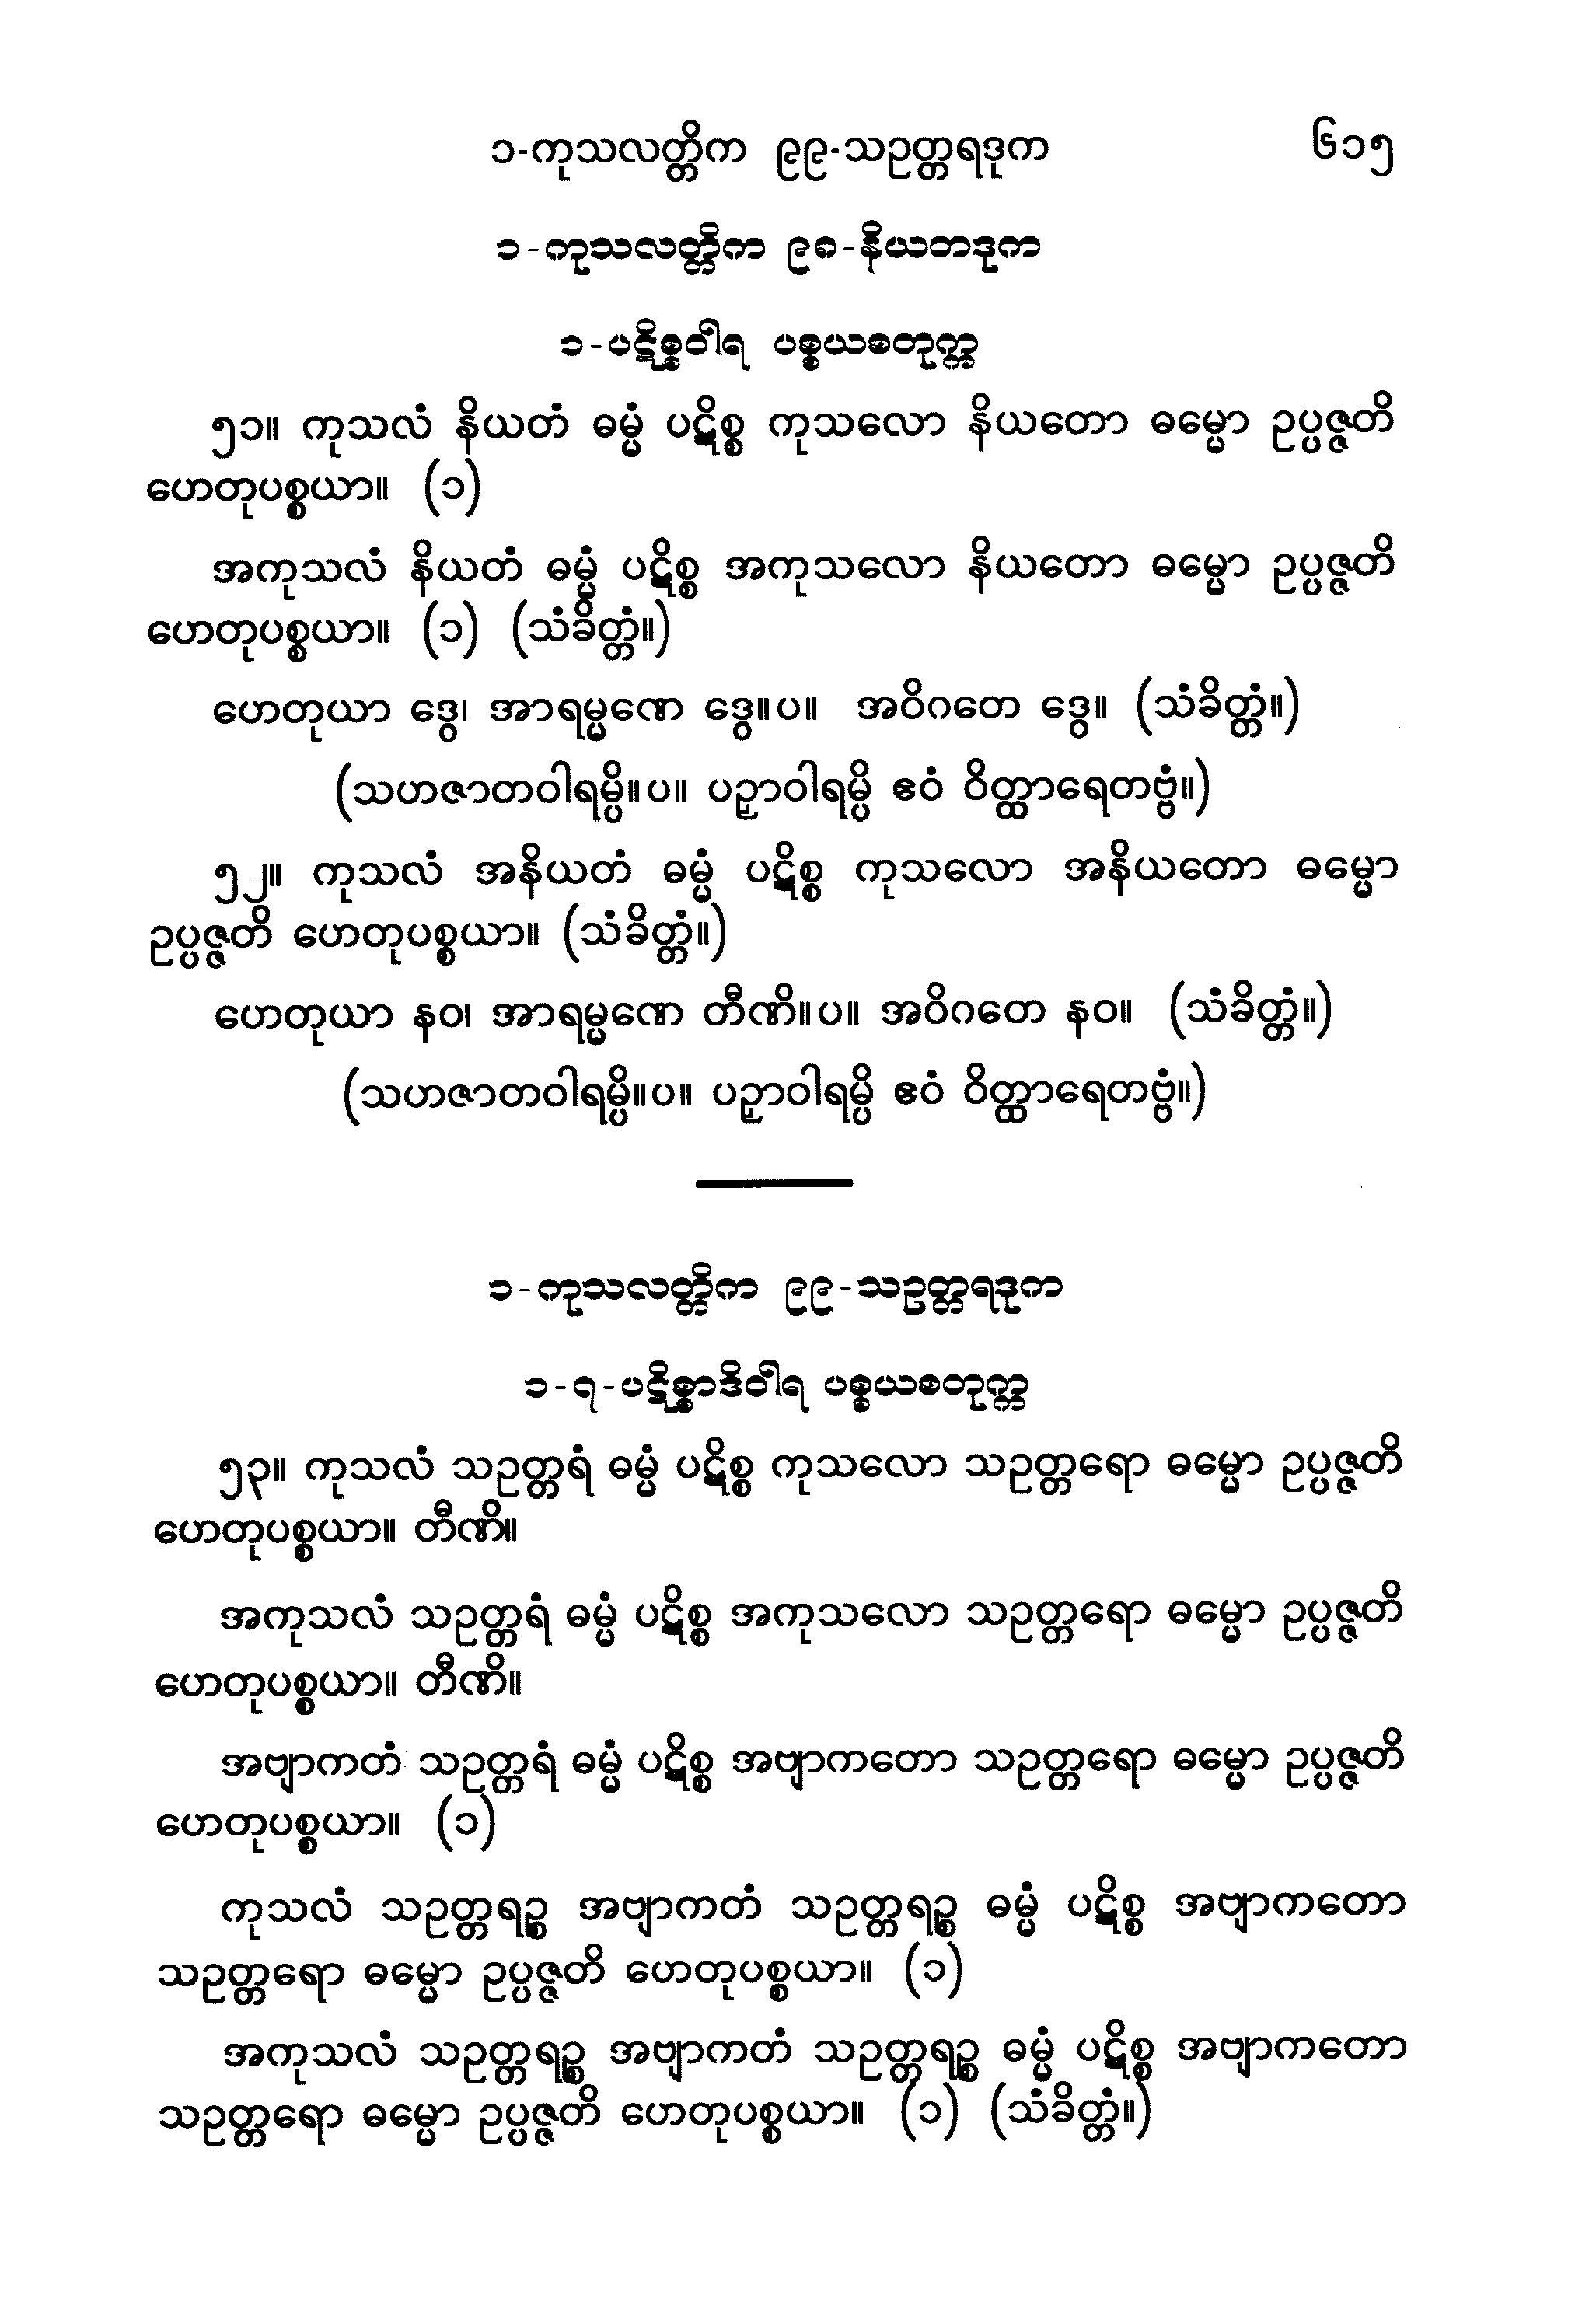 ၁-ကုသလတ္တိက ၉၉-သဥတ္တရဒုက ၆၁၅
၁-ကုသလတ္တိက ၉၈-နိယတဒုက
၁-ပဋိစ္စဝါရ ပစ္စယစတုက္က
၅၁။ ကုသလံ နိယတံ ဓမ္မံ ပဋိစ္စ ကုသလော နိယတော ဓမ္မော ဥပ္ပဇ္ဇတိ
ဟေတုပစ္စယာ။ (၁)
အကုသလံ နိယတံ ဓမ္မံ ပဋိစ္စ အကုသလော နိယတော ဓမ္မော ဥပ္ပဇ္ဇတိ
ဟေတုပစ္စယာ။ (၁) (သံခိတ္တံ။)
ဟေတုယာ ဒွေ၊ အာရမ္မဏေ ဒွေ။ပ။ အဝိဂတေ ဒွေ။ (သံခိတ္တံ။)
(သဟဇာတဝါရမ္ပိ။ပ။ ပဉှာဝါရမ္ပိ ဧဝံ ဝိတ္ထာရေတဗ္ဗံ။)
၅၂။ ကုသလံ အနိယတံ ဓမ္မံ ပဋိစ္စ ကုသလော အနိယတော ဓမ္မော
ဥပ္ပဇ္ဇတိ ဟေတုပစ္စယာ။ (သံခိတ္တံ။)
ဟေတုယာ နဝ၊ အာရမ္မဏေ တီဏိ။ပ။ အဝိဂတေ နဝ။ (သံခိတ္တံ။)
(သဟဇာတဝါရမ္ပိ။ပ။ ပဉှာဝါရမ္ပိ ဧဝံ ဝိတ္ထာရေတဗ္ဗံ။)
၁-ကုသလတ္တိက ၉၉-သဥတ္တရဒုက
၁-၇-ပဋိစ္စာဒိဝါရ ပစ္စယစတုက္က
၅၃။ ကုသလံ သဥတ္တရံ ဓမ္မံ ပဋိစ္စ ကုသလော သဥတ္တရော ဓမ္မော ဥပ္ပဇ္ဇတိ
ဟေတုပစ္စယာ။ တီဏိ။
အကုသလံ သဥတ္တရံ ဓမ္မံ ပဋိစ္စ အကုသလော သဥတ္တရော ဓမ္မော ဥပ္ပဇ္ဇတိ
ဟေတုပစ္စယာ။ တီဏိ။
အဗျာကတံ သဥတ္တရံ ဓမ္မံ ပဋိစ္စ အဗျာကတော သဥတ္တရော ဓမ္မော ဥပ္ပဇ္ဇတိ
ဟေတုပစ္စယာ။ (၁)
ကုသလံ သဥတ္တရဉ္စ အဗျာကတံ သဥတ္တရဉ္စ ဓမ္မံ ပဋိစ္စ အဗျာကတော
သဥတ္တရော ဓမ္မော ဥပ္ပဇ္ဇတိ ဟေတုပစ္စယာ။ (၁)
အကုသလံ သဥတ္တရဉ္စ အဗျာကတံ သဥတ္တရဉ္စ ဓမ္မံ ပဋိစ္စ အဗျာကတော
သဥတ္တရော ဓမ္မော ဥပ္ပဇ္ဇတိ ဟေတုပစ္စယာ။ (၁) (သံခိတ္တံ။)